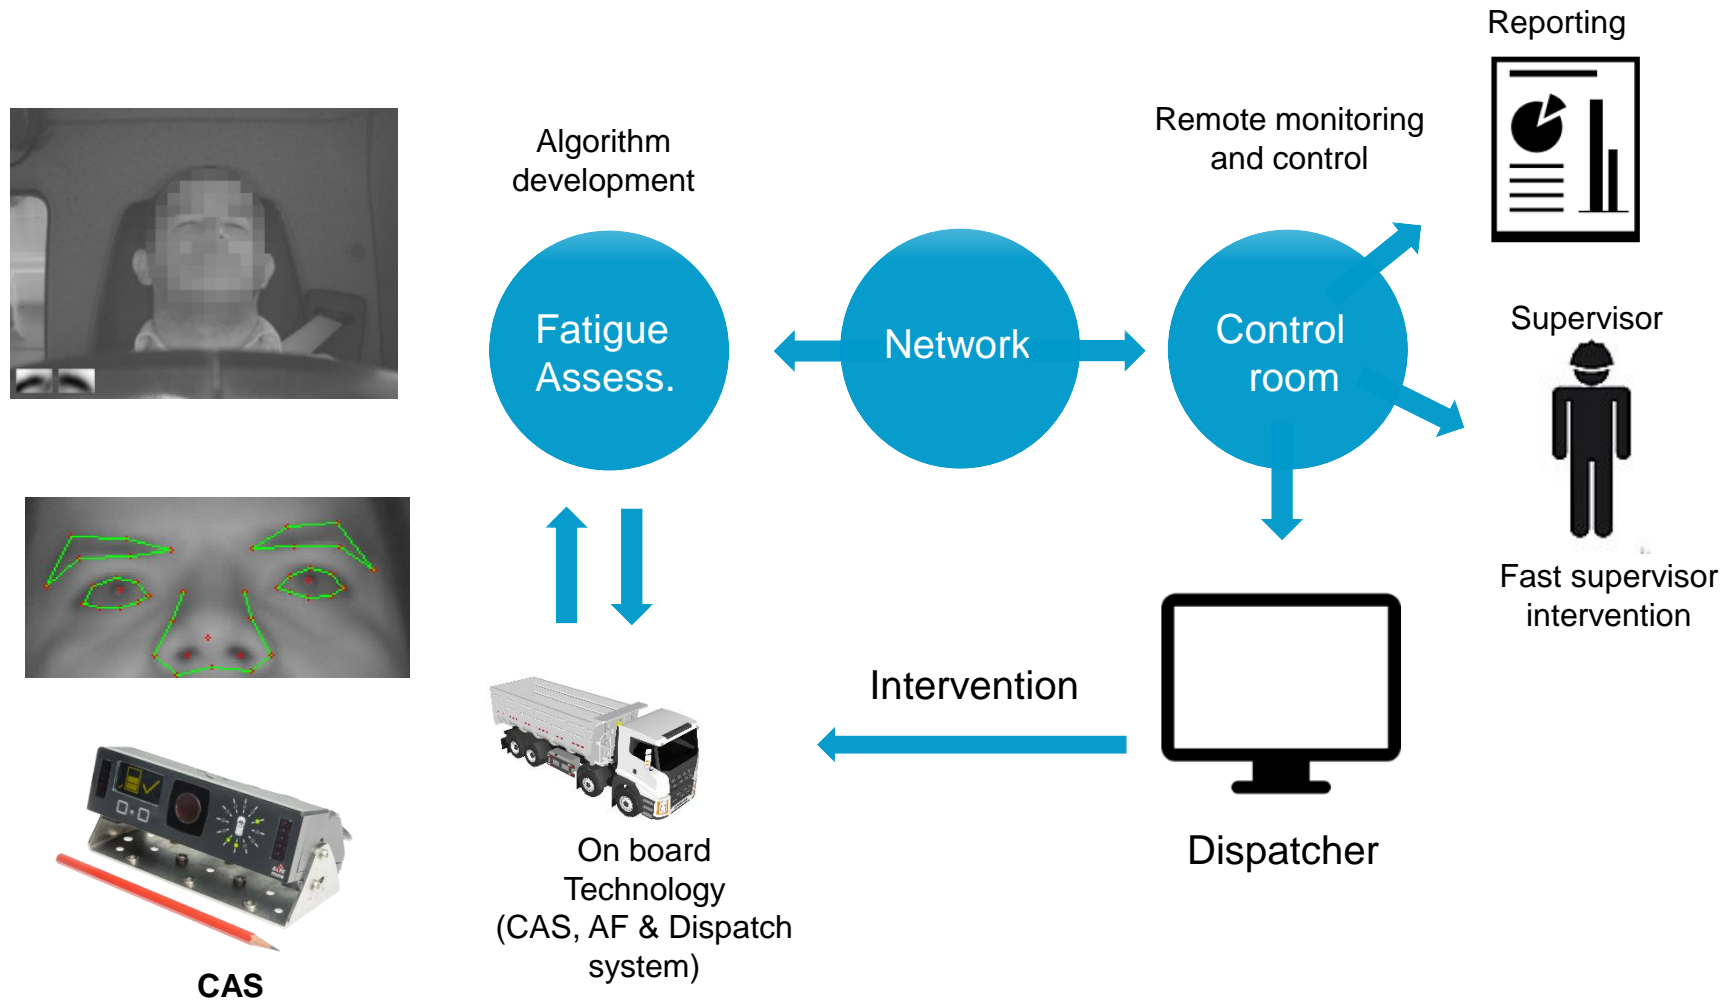 Reporting
Remote monitoring
and control
Algorithm
development
Fatigue
Assess.
Network
Control
room
Supervisor
Fast supervisor
intervention
Intervention
Dispatcher
On board
Technology
(CAS, AF & Dispatch
system)
CAS